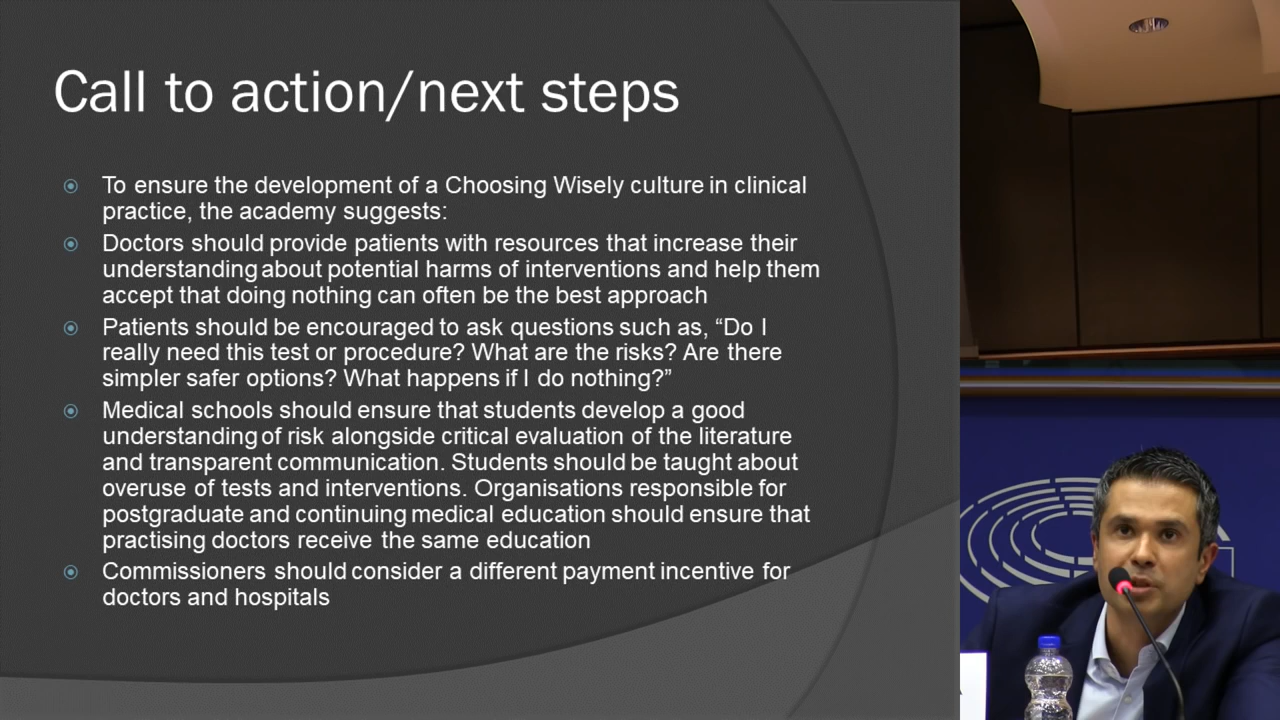 Call to action/next steps
To ensure the development of a Choosing Wisely culture in clinical
practice, the academy suggests:
Doctors should provide patients with resources that increase their
understanding about potential harms of interventions and help them
accept that doing nothing can often be the best approach
Patients should be encouraged to ask questions such as, “Do I
really need this test or procedure? What are the risks? Are there
simpler safer options? What happens if I do nothing?”
Medical schools should ensure that students develop a good
understanding of risk alongside critical evaluation of the literature
and transparent communication. Students should be taught about
overuse of tests and interventions. Organisations responsible for
postgraduate and continuing medical education should ensure that
practising doctors receive the same education
Commissioners should consider a different payment incentive for
doctors and hospitals